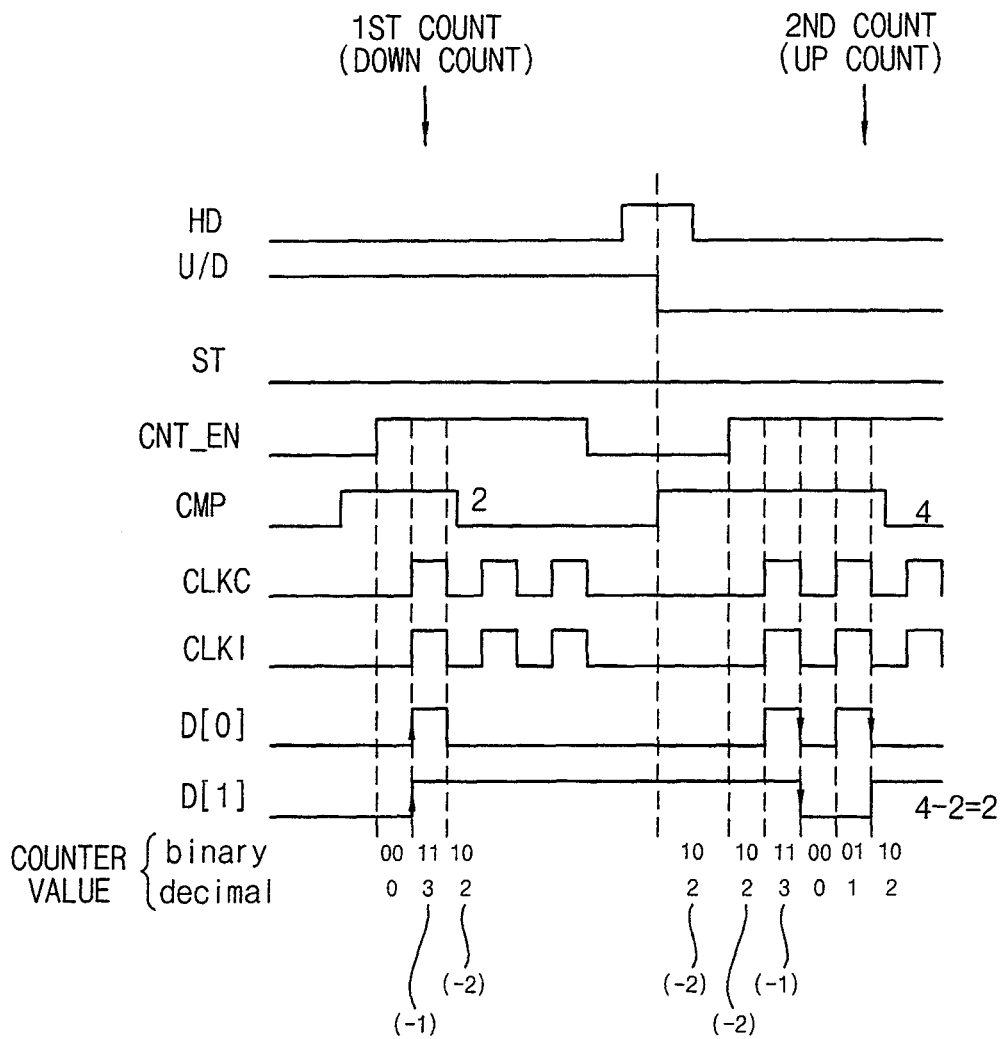 1ST COUNT
(DOWN COUNT)
2ND COUNT
(UP COUNT)
HD
U/D
ST
CNT_EN
CMP
2
4
CLKC
CLKI
D[0]
D[1]
4-2=2
COUNTER VALUE
binary 00 11 10 10 10 11 00 01 10
decimal 0 3 2 2 2 3 0 1 2
(-2) (-2) (-1)
(-1) (-2)